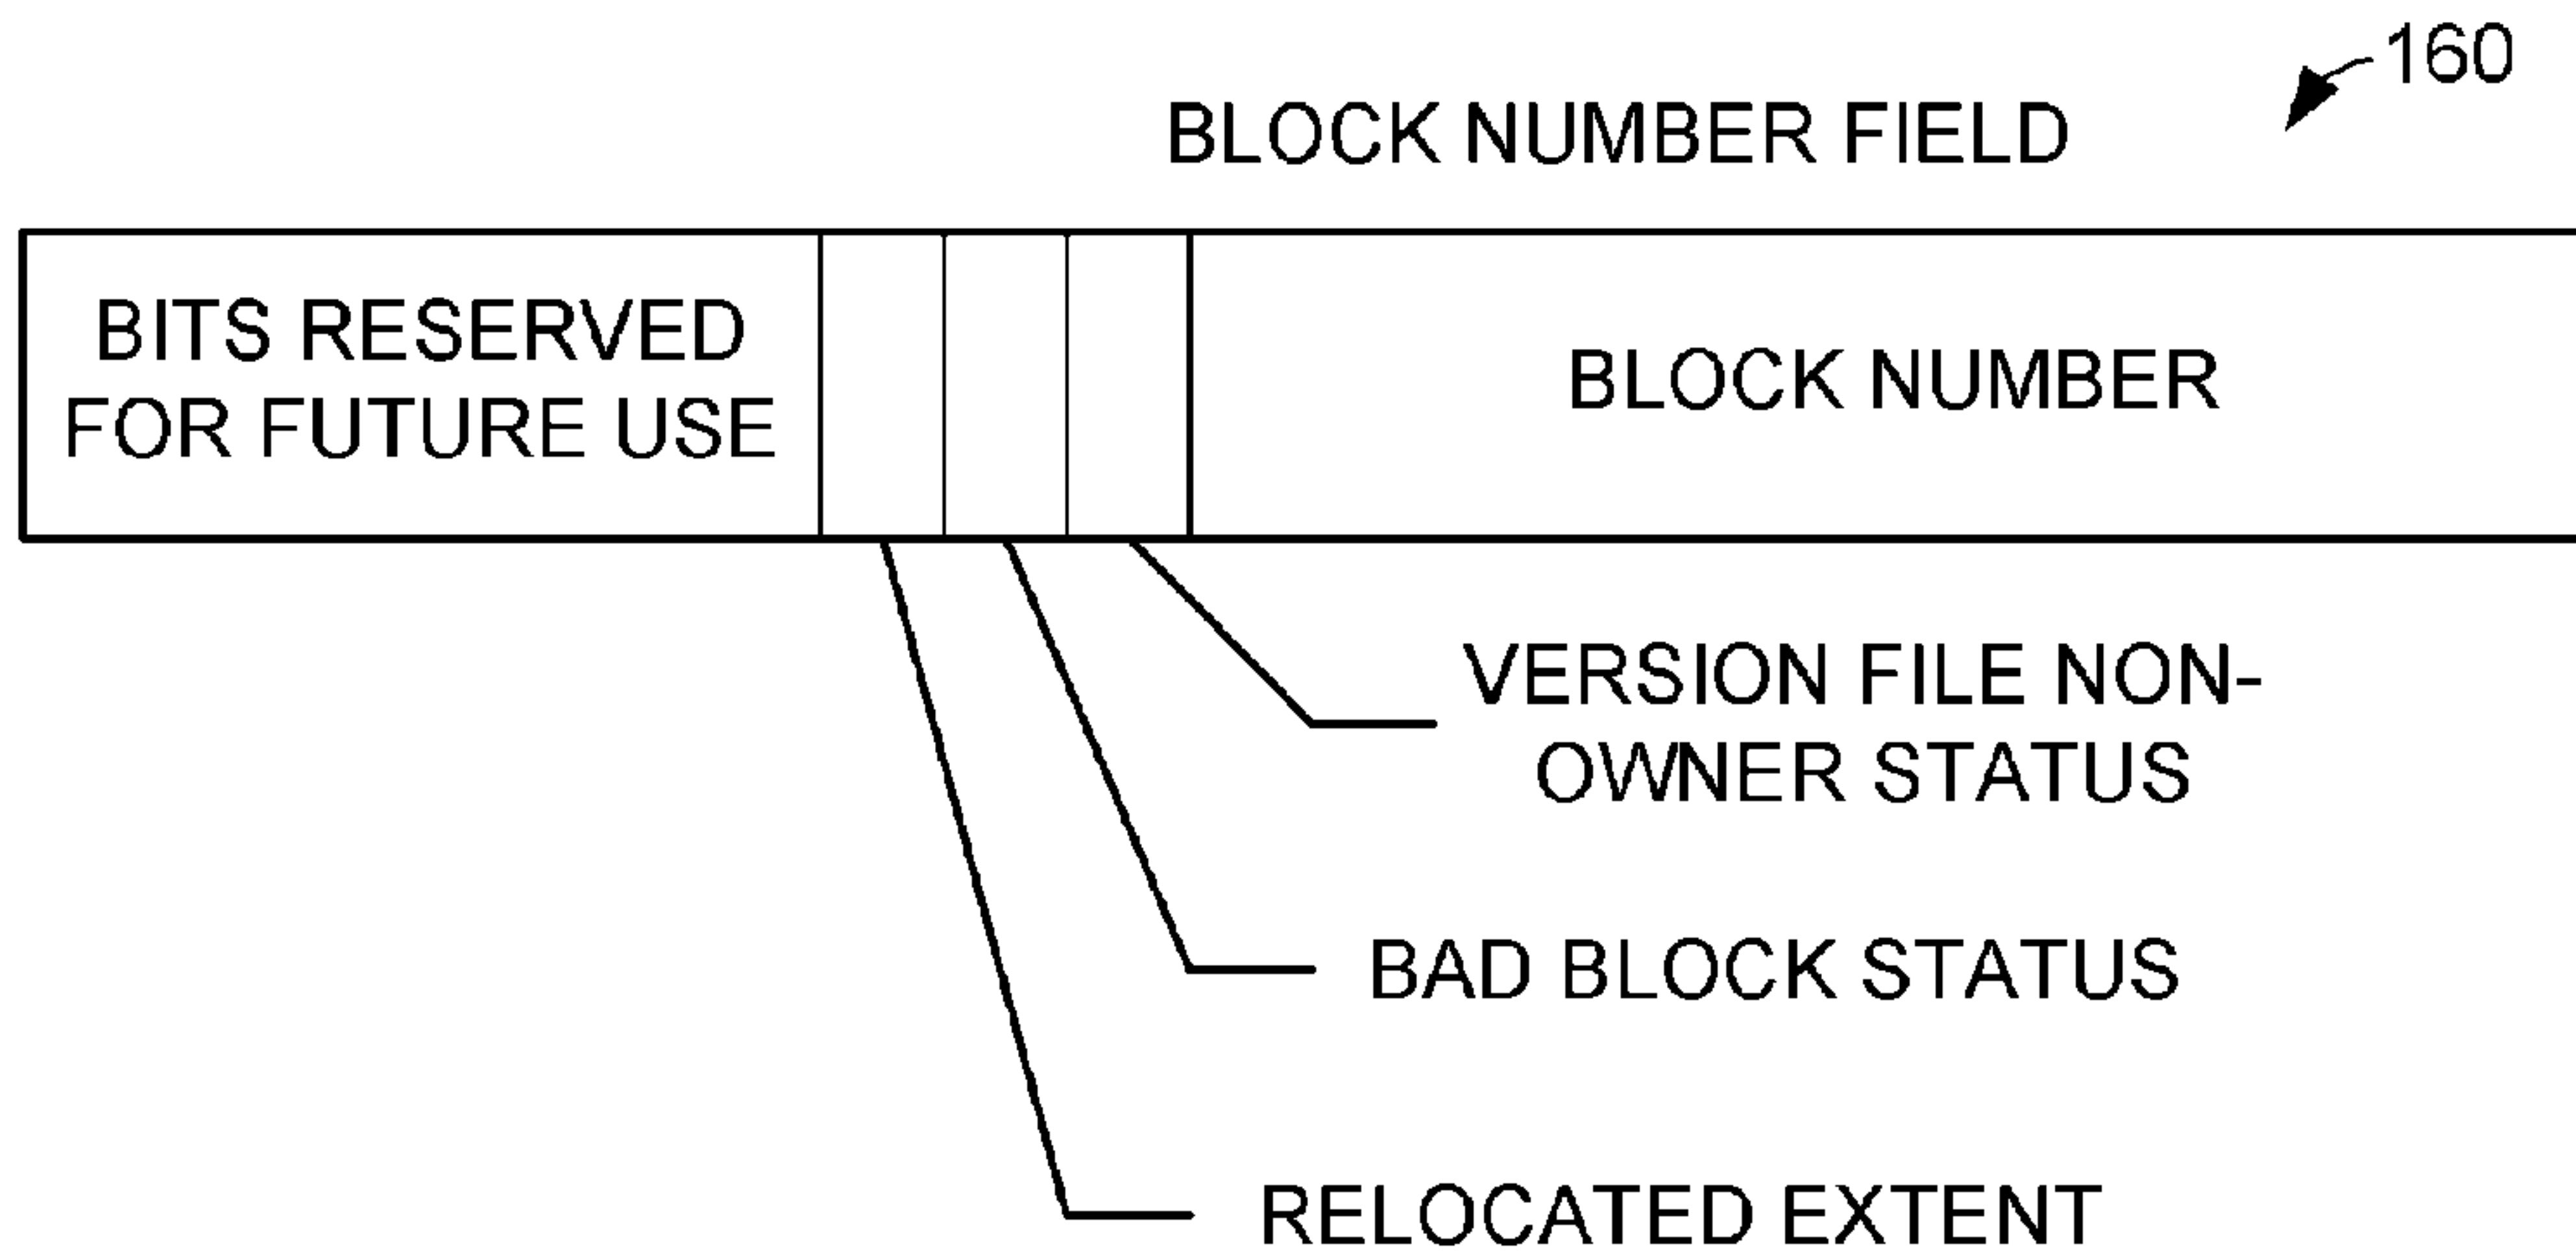 160
BLOCK NUMBER FIELD
BITS RESERVED
FOR FUTURE USE
BLOCK NUMBER
VERSION FILE NON-
OWNER STATUS
BAD BLOCK STATUS
RELOCATED EXTENT